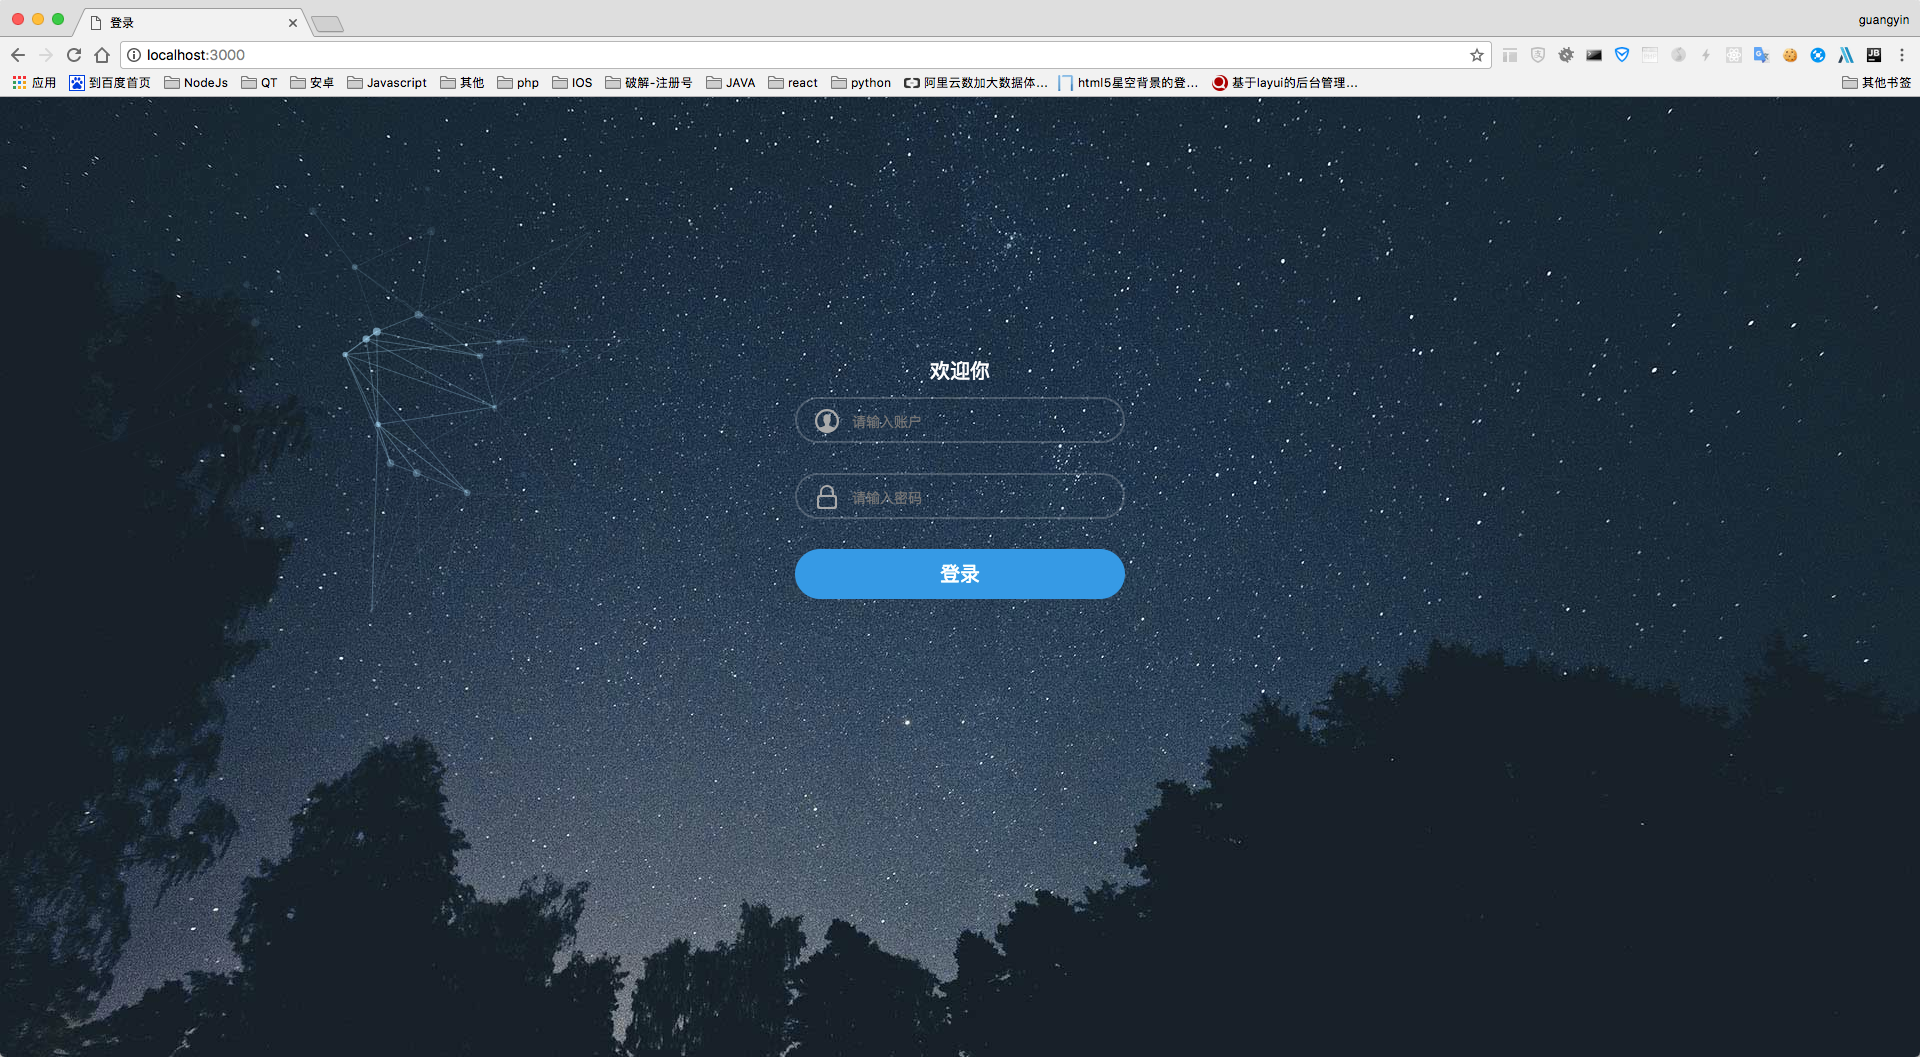 登录
guangyin
localhost:3000
应用 到百度首页 NodeJs QT 安卓 Javascript 其他 php IOS 破解-注册号 JAVA react python 阿里云数加大数据体... html5星空背景的登... 基于layui的后台管理... 其他书签
欢迎你
请输入账户
请输入密码
登录